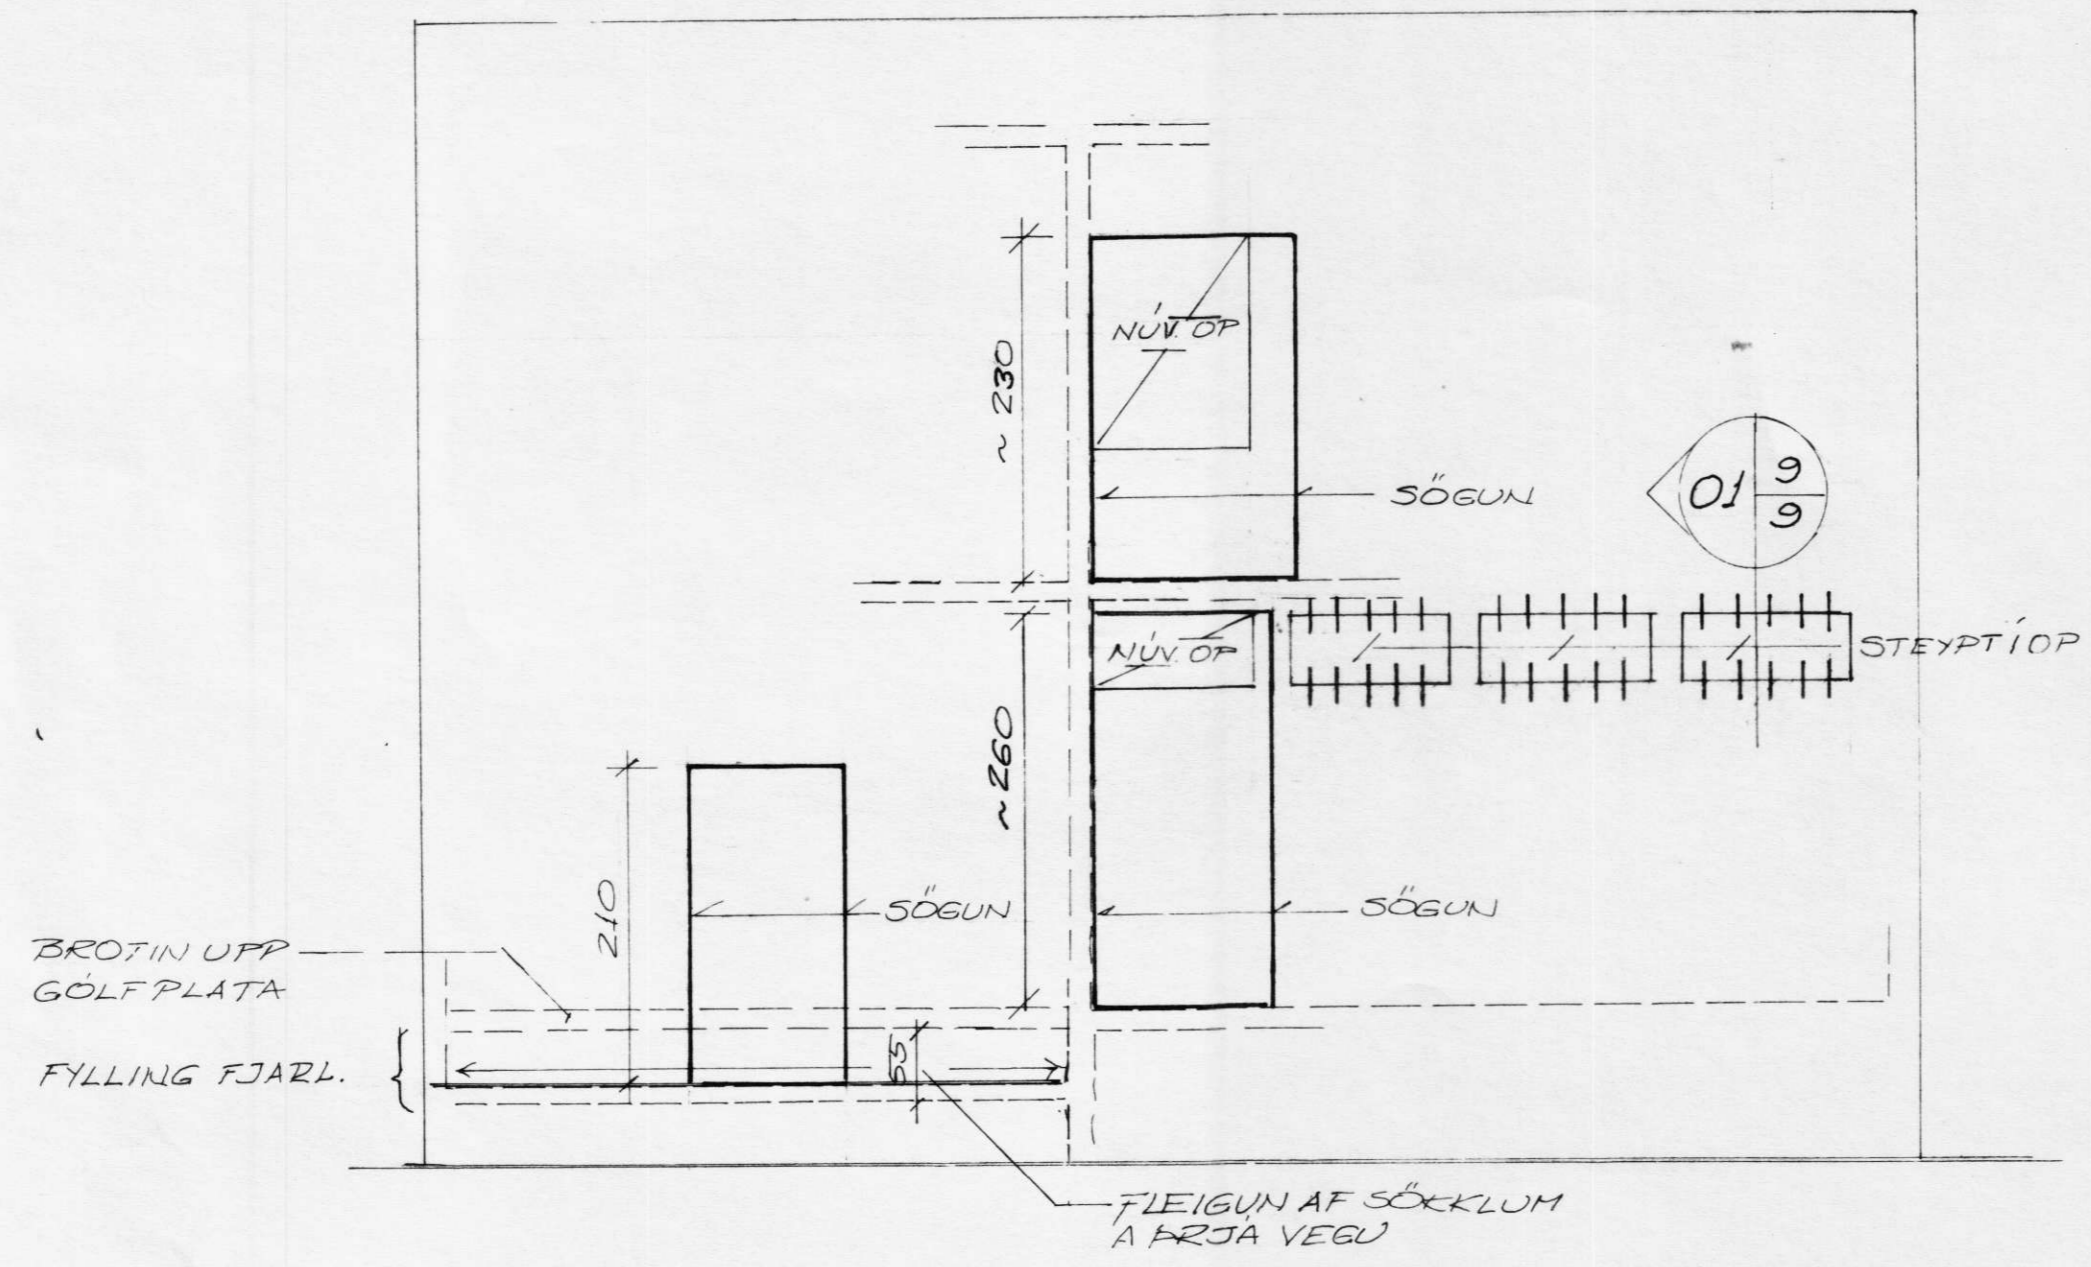 NÚV. OP
~ 230
SÖGUN
01 9
9
NÚV. OP
STEYPT Í OP
~260
210
SÖGUN
SÖGUN
BROTIN UPP
GÓLFPLATA
55
FYLLING FJARL.
FLEIGUN AF SÖKKLUM
A ÞRJÁ VEGU